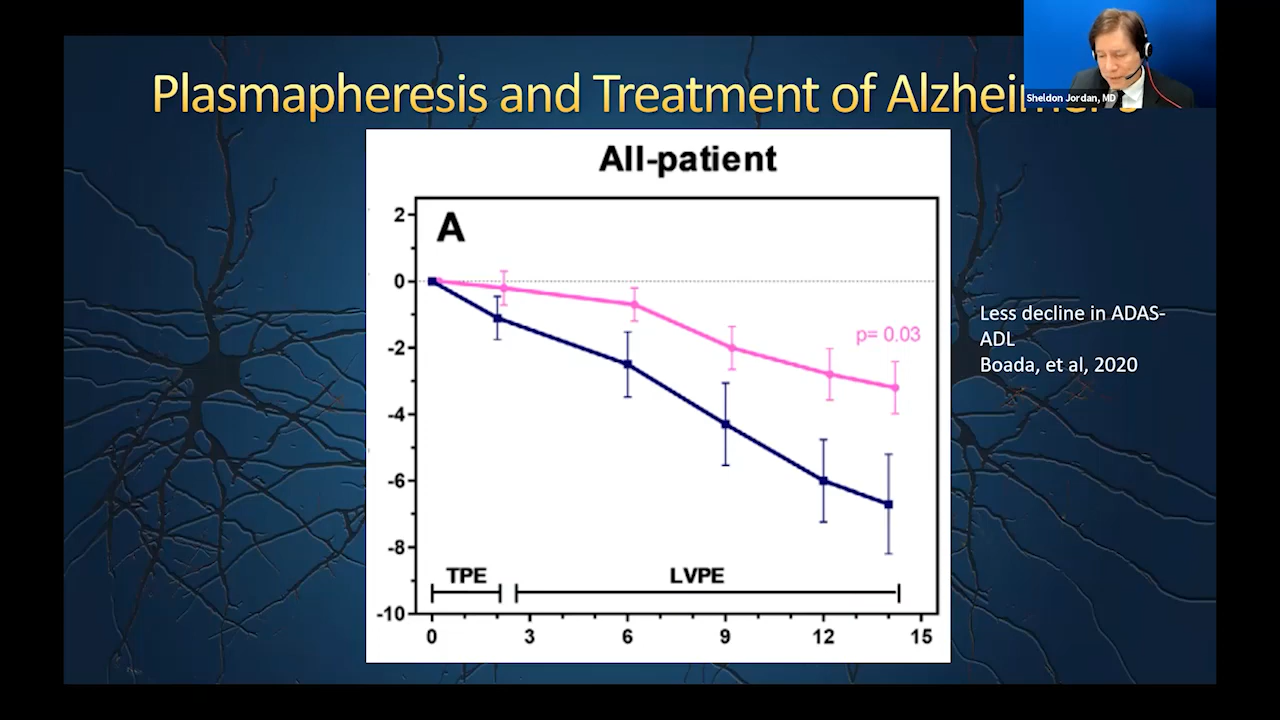 Plasmapheresis and Treatment of
Sheldon Jordan, MD
All-patient
A
2
0
-2
-4
-6
-8
-10
p= 0.03
TPE
LVPE
0 3 6 9 12 15
Less decline in ADAS-
ADL
Boada, et al, 2020